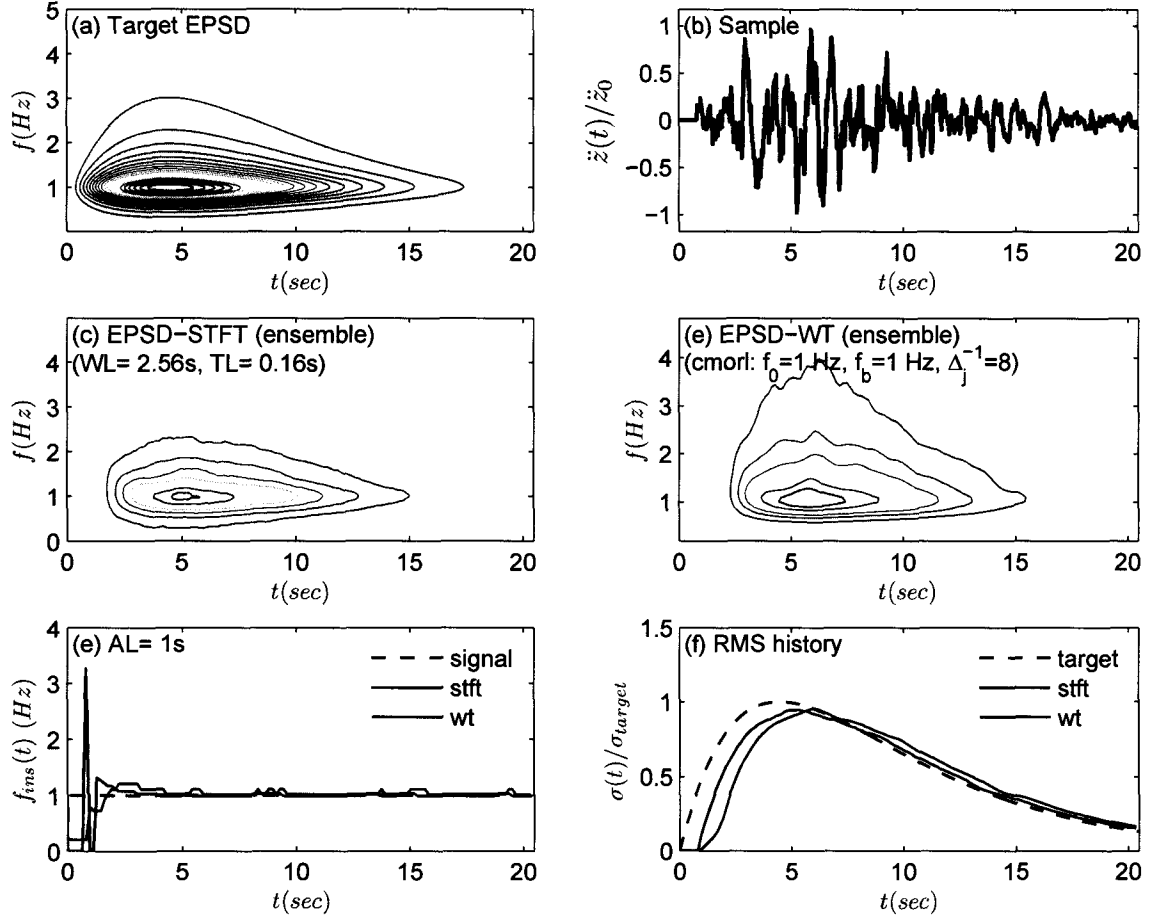 (a) Target EPSD
5
4
3
2
1
f(Hz)
0 5 10 15 20
t(sec)
(b) Sample
1
0.5
0
−0.5
−1
z̈(t)/z̈₀
0 5 10 15 20
t(sec)
(c) EPSD−STFT (ensemble)
(WL= 2.56s, TL= 0.16s)
4
3
2
1
0
f(Hz)
0 5 10 15 20
t(sec)
(e) EPSD−WT (ensemble)
(cmorl: f₀=1 Hz, f_b=1 Hz, Δ_j⁻¹=8)
4
3
2
1
f(Hz)
0 5 10 15 20
t(sec)
(e) AL= 1s
4
3
2
1
0
f_ins(t) (Hz)
signal
stft
wt
0 5 10 15 20
t(sec)
(f) RMS history
1.5
1
0.5
0
σ(t)/σ_target
target
stft
wt
0 5 10 15 20
t(sec)